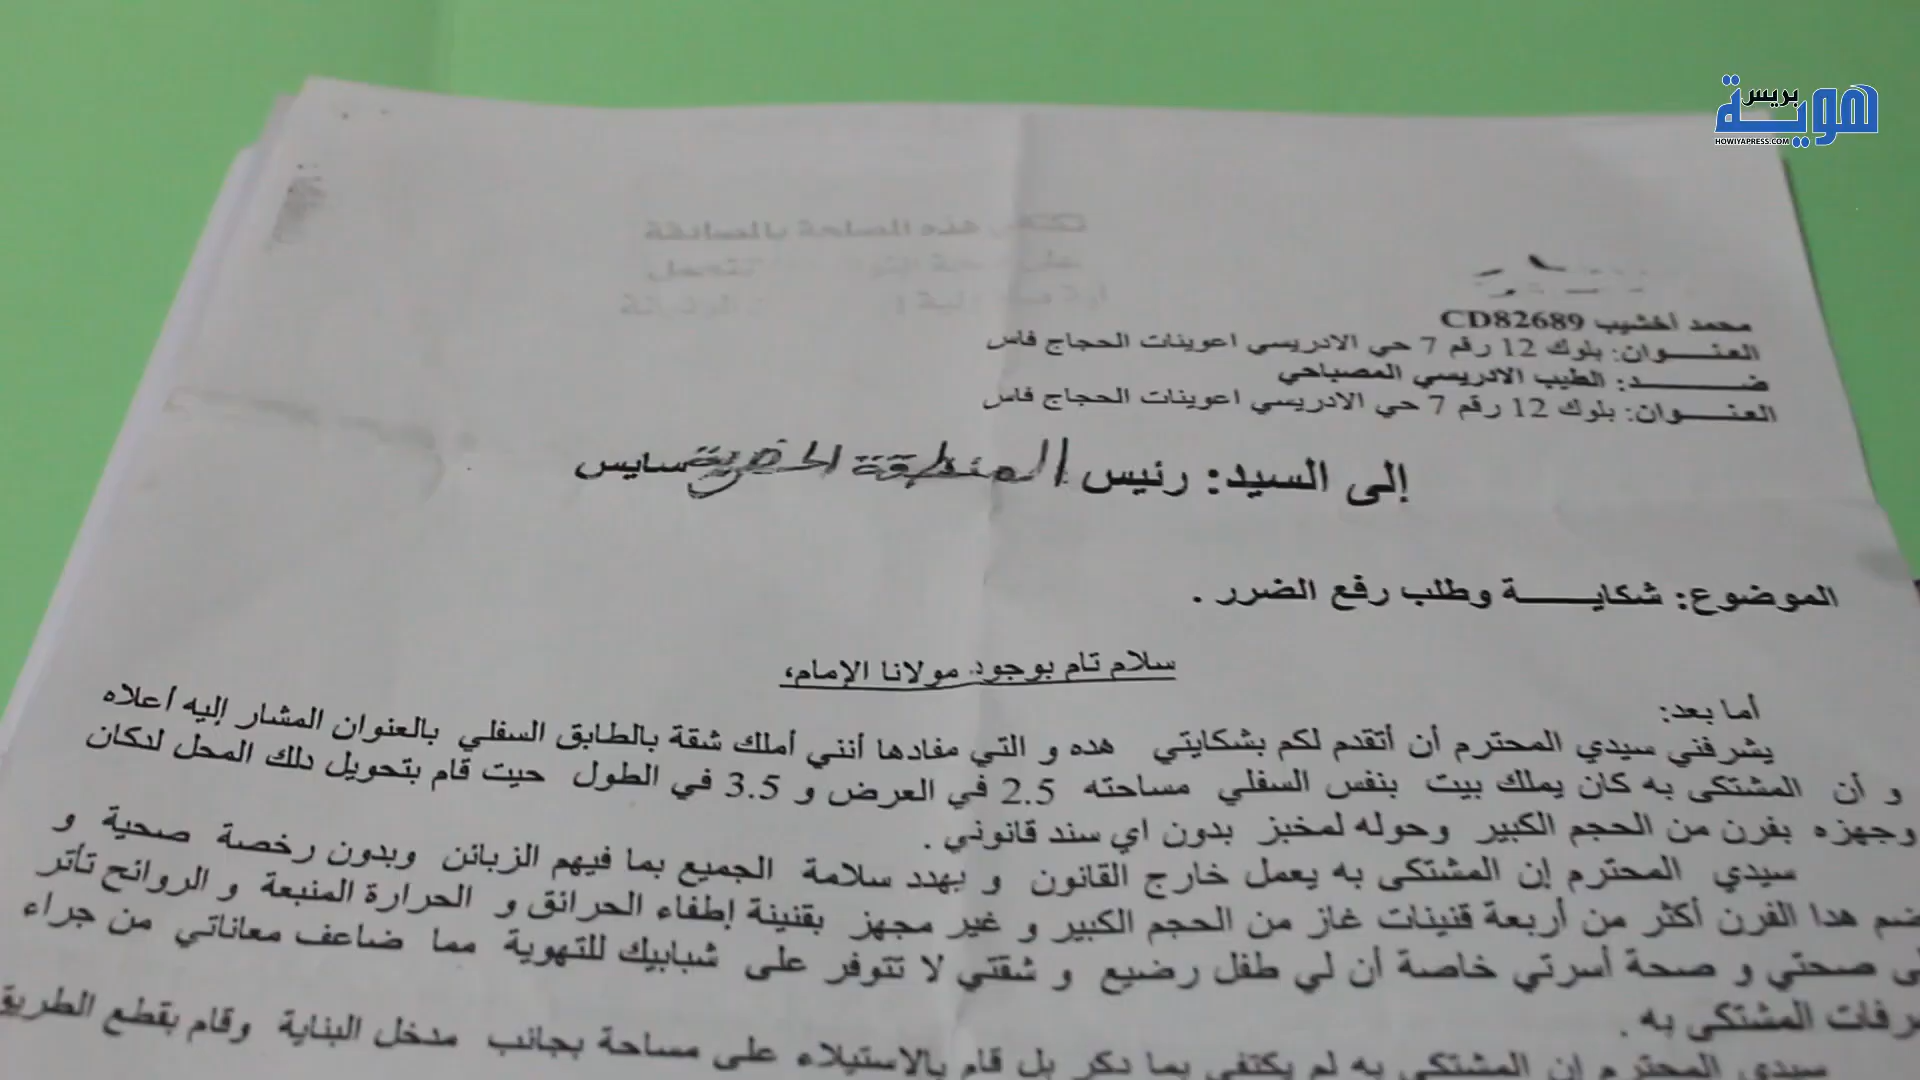 هوية بريس
HOWIYAPRESS.COM
محمد أخشيب CD82689
العنـــوان: بلوك 12 رقم 7 حي الادريسي اعوينات الحجاج فاس
ضـــــــد: الطيب الادريسي المصباحي
العنـــوان: بلوك 12 رقم 7 حي الادريسي اعوينات الحجاج فاس
إلى السيد: رئيس المنطقة الحضرية سايس
الموضوع: شكايـــــة وطلب رفع الضرر .
سلام تام بوجود مولانا الإمام،
أما بعد:
يشرفني سيدي المحترم أن أتقدم لكم بشكايتي هده و التي مفادها أنني أملك شقة بالطابق السفلي بالعنوان المشار إليه أعلاه
و أن المشتكى به كان يملك بيت بنفس السفلي مساحته 2.5 في العرض و 3.5 في الطول حيت قام بتحويل دلك المحل لدكان
وجهزه بفرن من الحجم الكبير وحوله لمخبز بدون اي سند قانوني .
سيدي المحترم إن المشتكى به يعمل خارج القانون و يهدد سلامة الجميع بما فيهم الزبائن وبدون رخصة صحية و
ضم هدا الفرن أكثر من أربعة قنينات غاز من الحجم الكبير و غير مجهز بقنينة إطفاء الحرائق و الحرارة المنبعة و الروائح تأتر
صحتي و صحة أسرتي خاصة أن لي طفل رضيع و شقتي لا تتوفر على شبابيك للتهوية مما ضاعف معاناتي من جراء
رفات المشتكى به .
سيدي المحترم إن المشتكى به لم يكتفي بما دكر بل قام بالاستيلاء على مساحة بجانب مدخل البناية وقام بقطع الطريق